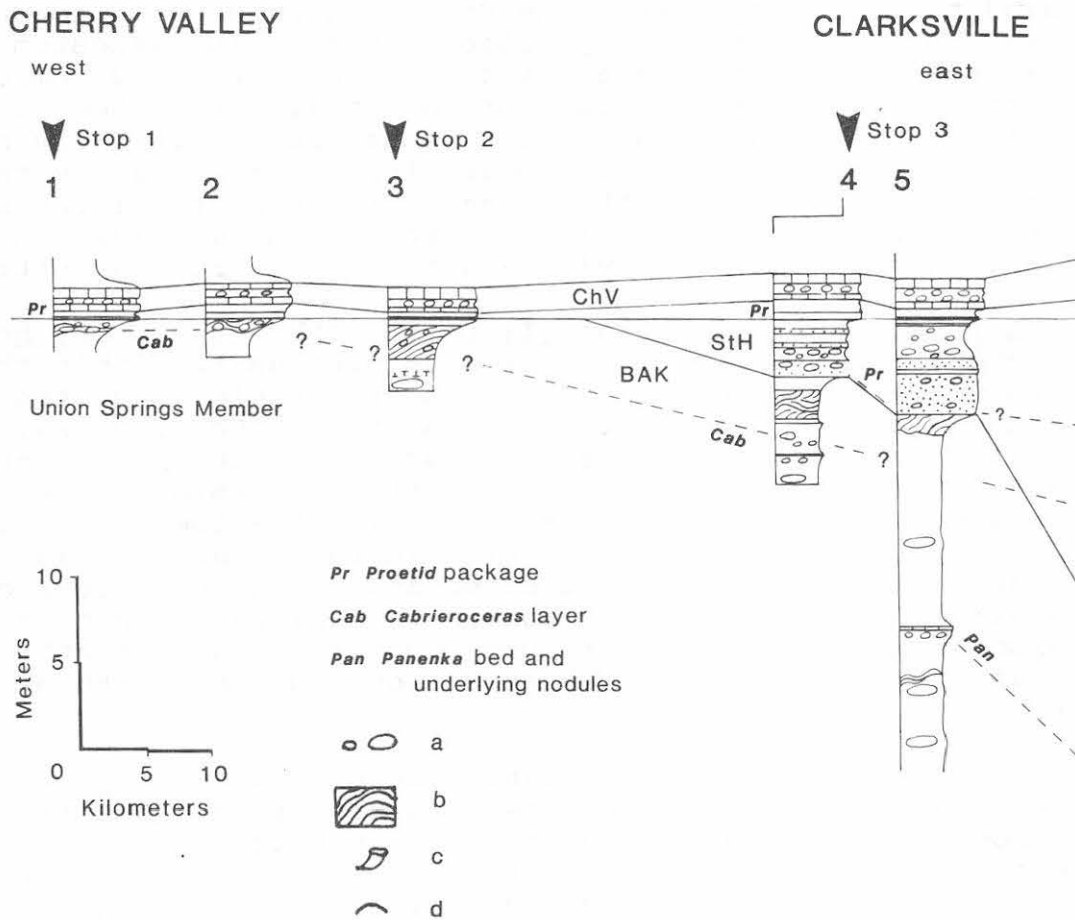 CHERRY VALLEY
CLARKSVILLE
west
east
Stop 1
Stop 2
Stop 3
1
2
3
4
5
Pr
ChV
Pr
StH
Cab
?
?
?
BAK
Pr
Union Springs Member
Cab
?
?
10
5
Meters
0
5
10
Kilometers
Pr Proetid package
Cab Cabrieroceras layer
Pan Panenka bed and
underlying nodules
Pan
a
b
c
d